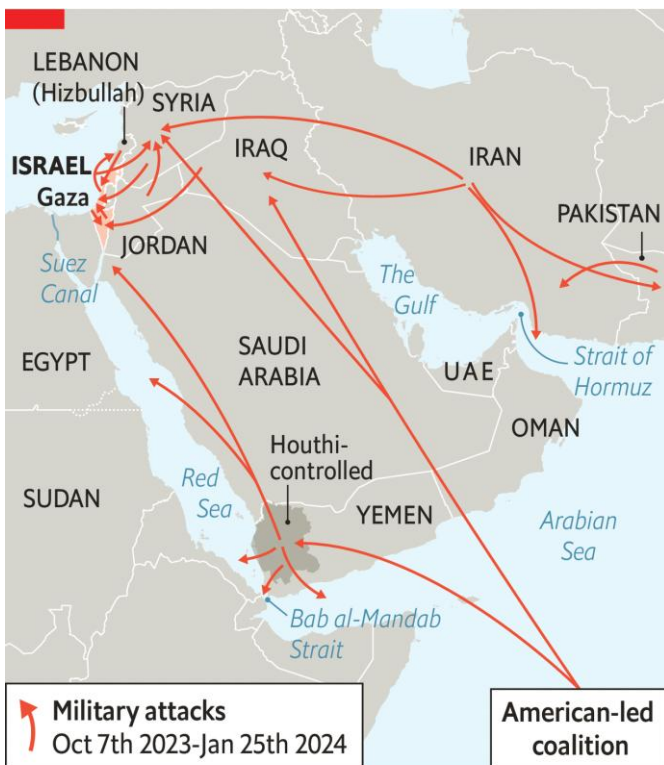 LEBANON
(Hizbullah)
SYRIA
ISRAEL
Gaza
IRAQ
IRAN
PAKISTAN
JORDAN
Suez
Canal
The
Gulf
EGYPT
SAUDI
ARABIA
UAE
Strait of
Hormuz
OMAN
Houthi-
controlled
Red
Sea
SUDAN
YEMEN
Arabian
Sea
Bab al-Mandab
Strait
Military attacks
Oct 7th 2023-Jan 25th 2024
American-led
coalition